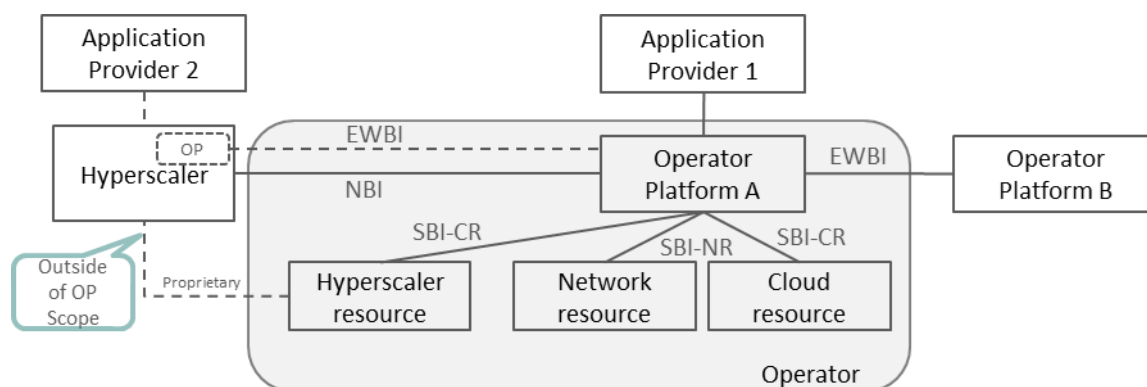 Application
Provider 2
Application
Provider 1
OP
Hyperscaler
EWBI
NBI
Operator
Platform A
EWBI
Operator
Platform B
SBI-CR
SBI-NR
SBI-CR
Outside
of OP
Scope
Proprietary
Hyperscaler
resource
Network
resource
Cloud
resource
Operator